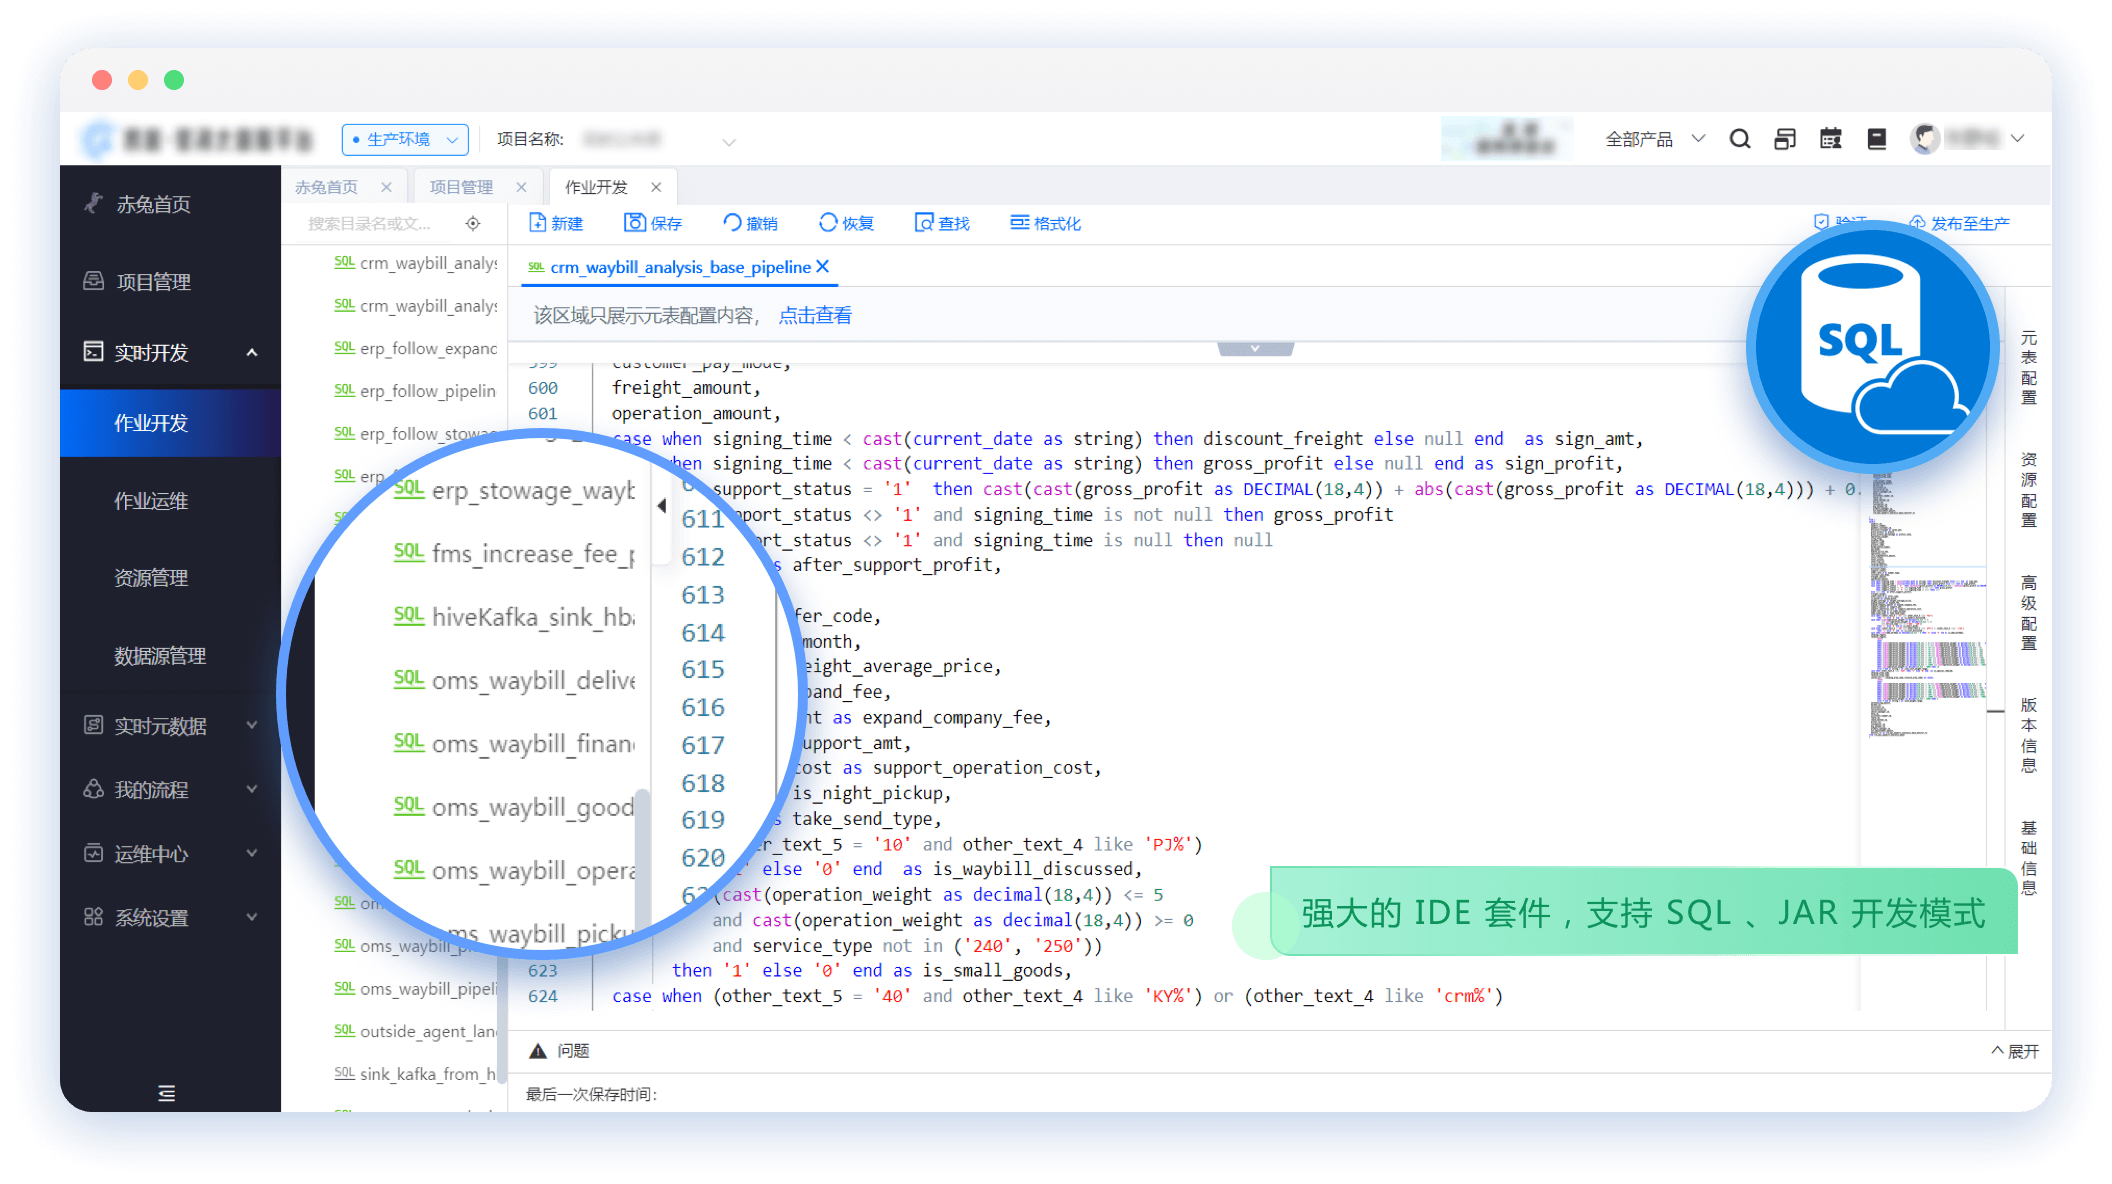 生产环境
项目名称:
全部产品
赤兔首页
项目管理
实时开发
作业开发
作业运维
资源管理
数据源管理
实时元数据
我的流程
运维中心
系统设置
赤兔首页
项目管理
作业开发
搜索目录名或文...
新建
保存
撤销
恢复
查找
格式化
发布至生产
SQL crm_waybill_analys
SQL crm_waybill_analys
SQL erp_follow_expand
SQL erp_follow_pipelin
SQL erp_follow_stowa
SQL erp_
SQL erp_stowage_wayb
SQL fms_increase_fee_p
SQL hiveKafka_sink_hba
SQL oms_waybill_delive
SQL oms_waybill_finan
SQL oms_waybill_good
SQL oms_waybill_opera
oms_waybill_picku
SQL om
SQL oms_waybill_p
SQL oms_waybill_pipeli
SQL outside_agent_lan
SQL sink_kafka_from_h
SQL crm_waybill_analysis_base_pipeline
该区域只展示元表配置内容， 点击查看
599 customer_pay_mode,
600 freight_amount,
601 operation_amount,
case when signing_time < cast(current_date as string) then discount_freight else null end  as sign_amt,
when signing_time < cast(current_date as string) then gross_profit else null end as sign_profit,
support_status = '1'  then cast(cast(gross_profit as DECIMAL(18,4)) + abs(cast(gross_profit as DECIMAL(18,4))) + 0.
port_status <> '1' and signing_time is not null then gross_profit
rt_status <> '1' and signing_time is null then null
s after_support_profit,
fer_code,
month,
eight_average_price,
pand_fee,
nt as expand_company_fee,
upport_amt,
cost as support_operation_cost,
is_night_pickup,
s take_send_type,
er_text_5 = '10' and other_text_4 like 'PJ%')
' else '0' end  as is_waybill_discussed,
(cast(operation_weight as decimal(18,4)) <= 5
and cast(operation_weight as decimal(18,4)) >= 0
and service_type not in ('240', '250'))
623 then '1' else '0' end as is_small_goods,
624 case when (other_text_5 = '40' and other_text_4 like 'KY%') or (other_text_4 like 'crm%')
611
612
613
614
615
616
617
618
619
620
SQL
元表配置
资源配置
高级配置
版本信息
基础信息
强大的 IDE 套件，支持 SQL 、JAR 开发模式
问题
展开
最后一次保存时间：